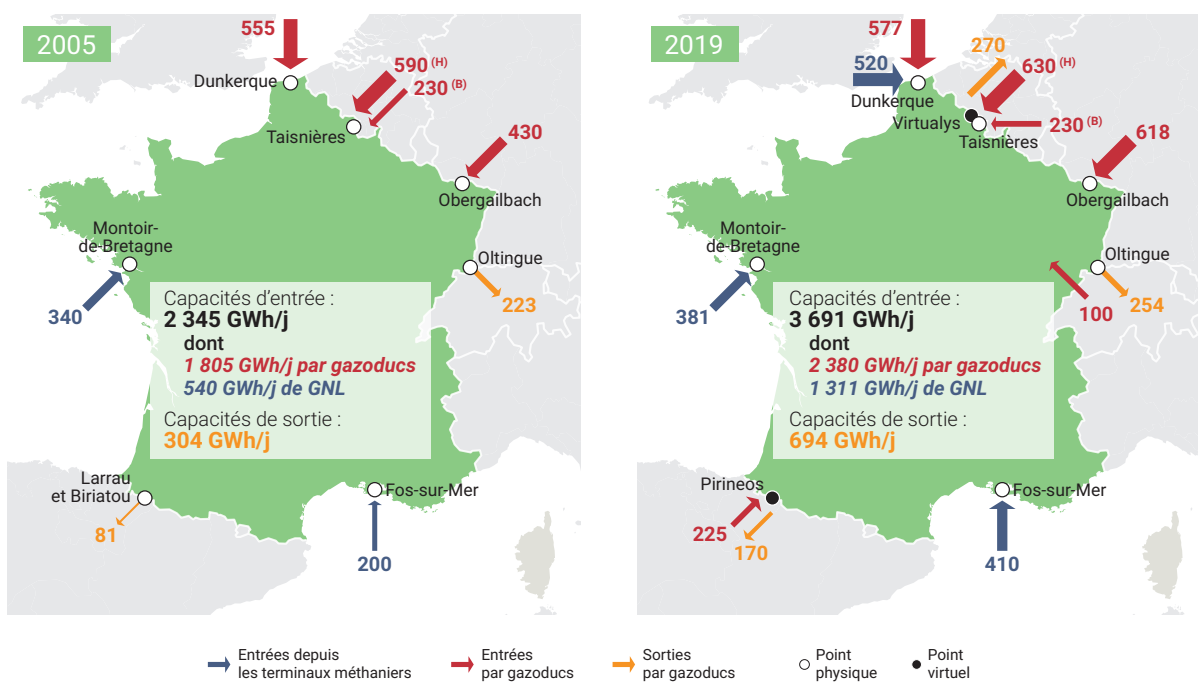 2005
555
Dunkerque
590 (H)
230 (B)
Taisnières
430
Obergailbach
Montoir-
de-Bretagne
340
Oltingue
223
Capacités d'entrée :
2 345 GWh/j
dont
1 805 GWh/j par gazoducs
540 GWh/j de GNL
Capacités de sortie :
304 GWh/j
Larrau
et Biriatou
81
Fos-sur-Mer
200
2019
577
520
Dunkerque
270
630 (H)
Virtualys
230 (B)
Taisnières
618
Obergailbach
Montoir-
de-Bretagne
381
Oltingue
100
254
Capacités d'entrée :
3 691 GWh/j
dont
2 380 GWh/j par gazoducs
1 311 GWh/j de GNL
Capacités de sortie :
694 GWh/j
Pirineos
225
170
Fos-sur-Mer
410
Entrées depuis
les terminaux méthaniers
Entrées
par gazoducs
Sorties
par gazoducs
Point
physique
Point
virtuel